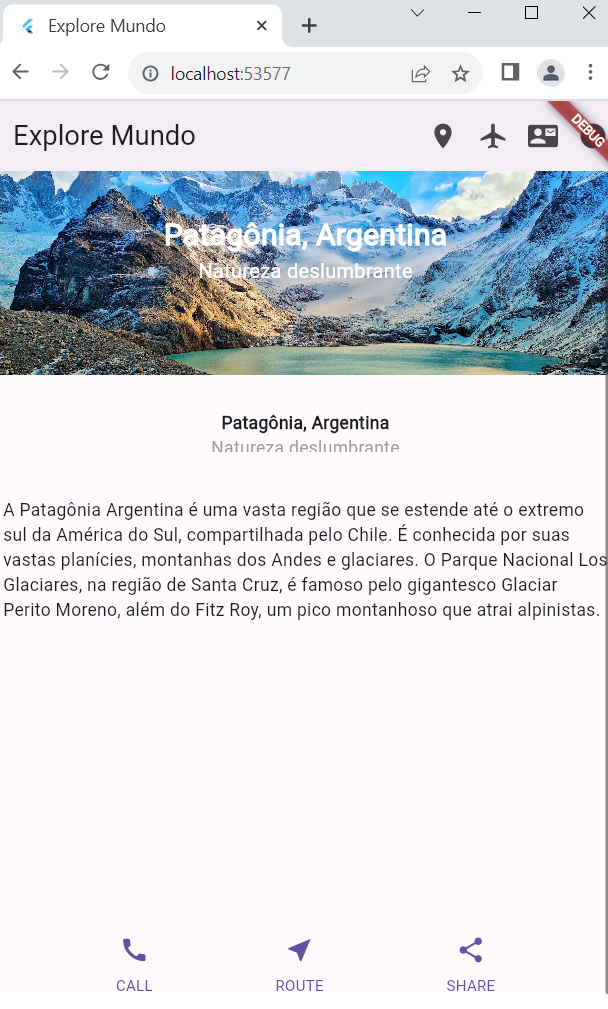 Explore Mundo
localhost:53577
Explore Mundo
DEBUG
Patagônia, Argentina
Natureza deslumbrante
Patagônia, Argentina
Natureza deslumbrante
A Patagônia Argentina é uma vasta região que se estende até o extremo
sul da América do Sul, compartilhada pelo Chile. É conhecida por suas
vastas planícies, montanhas dos Andes e glaciares. O Parque Nacional Los
Glaciares, na região de Santa Cruz, é famoso pelo gigantesco Glaciar
Perito Moreno, além do Fitz Roy, um pico montanhoso que atrai alpinistas.
CALL ROUTE SHARE